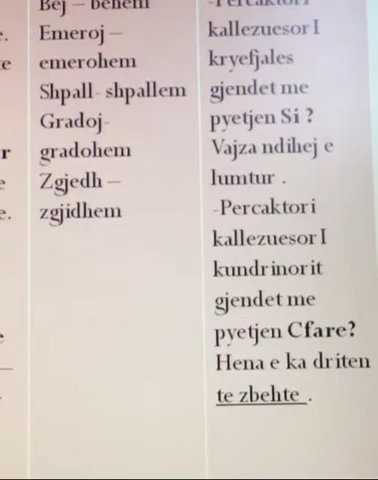 Bej – behem
Emeroj –
emerohem
Shpall- shpallem
Gradoj-
gradohem
Zgjedh –
zgjidhem
-Percaktori
kallezuesor I
kryefjales
gjendet me
pyetjen Si ?
Vajza ndihej e
lumtur .
-Percaktori
kallezuesor I
kundrinorit
gjendet me
pyetjen Cfare?
Hena e ka driten
te zbehte .